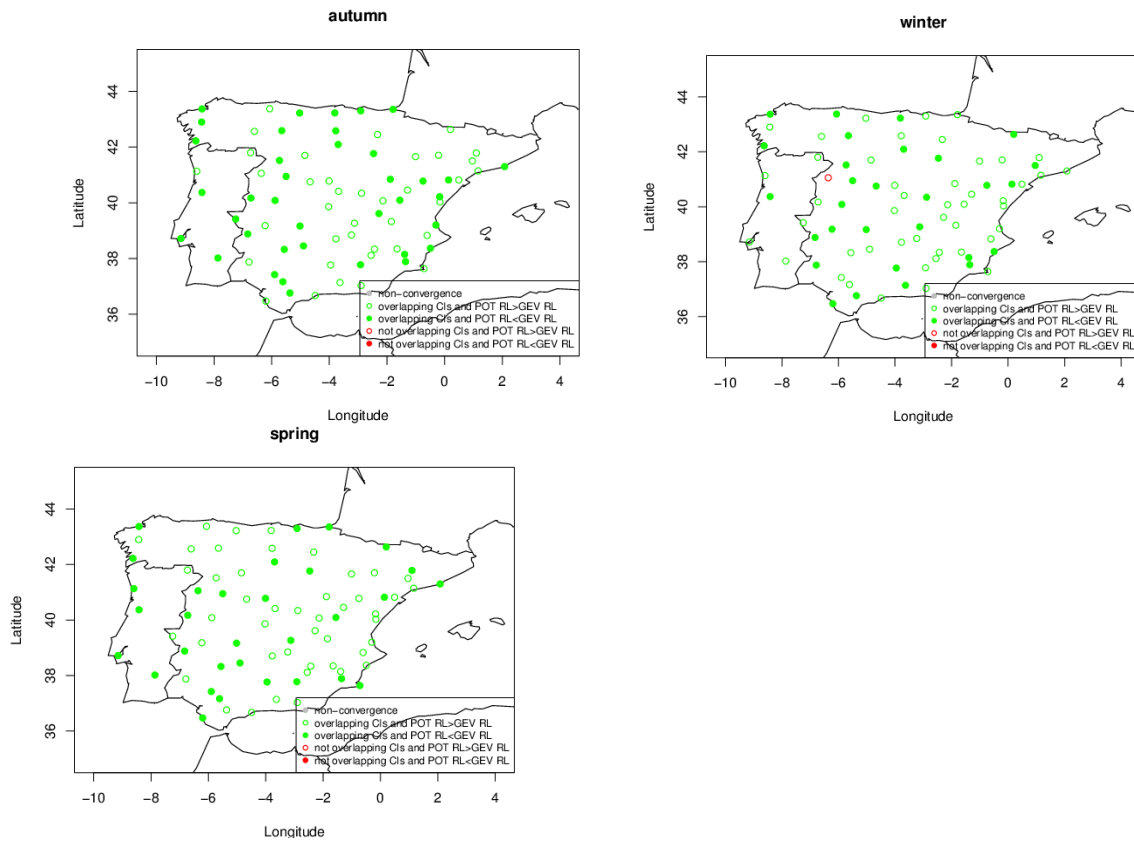 autumn
Latitude
44
42
40
38
36
non-convergence
overlapping CIs and POT RL>GEV RL
overlapping CIs and POT RL<GEV RL
not overlapping CIs and POT RL>GEV RL
not overlapping CIs and POT RL<GEV RL
−10 −8 −6 −4 −2 0 2 4
Longitude
winter
Latitude
44
42
40
38
36
non-convergence
overlapping CIs and POT RL>GEV RL
overlapping CIs and POT RL<GEV RL
not overlapping CIs and POT RL>GEV RL
not overlapping CIs and POT RL<GEV RL
−10 −8 −6 −4 −2 0 2 4
Longitude
spring
Latitude
44
42
40
38
36
non-convergence
overlapping CIs and POT RL>GEV RL
overlapping CIs and POT RL<GEV RL
not overlapping CIs and POT RL>GEV RL
not overlapping CIs and POT RL<GEV RL
−10 −8 −6 −4 −2 0 2 4
Longitude